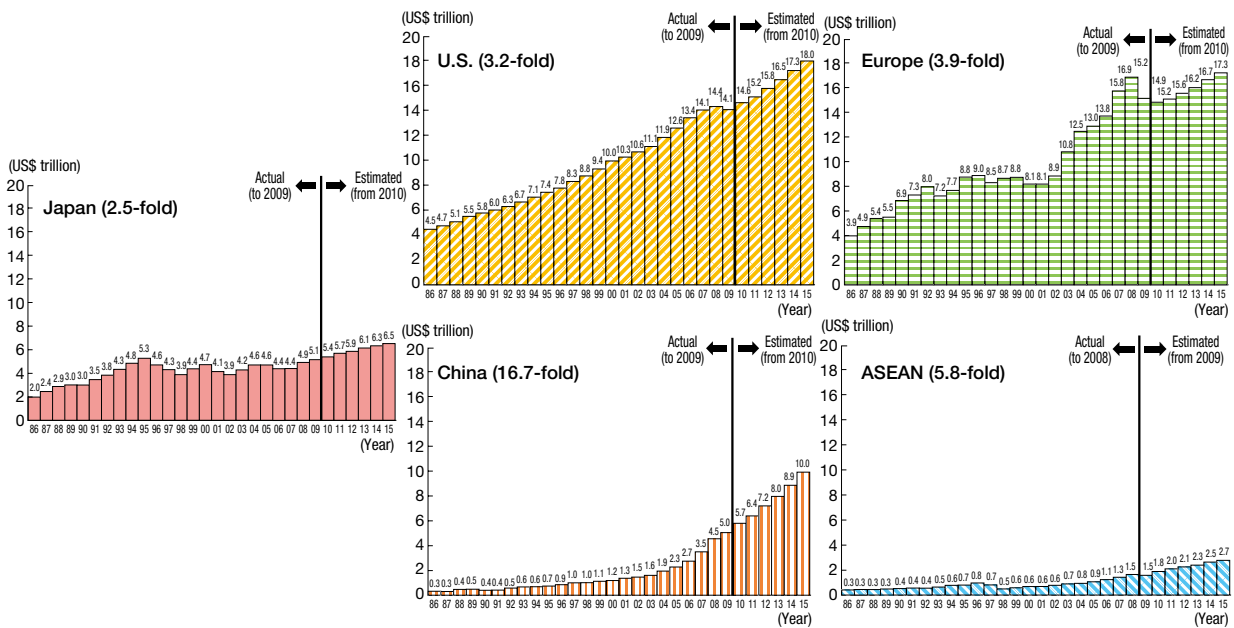 (US$ trillion)
Actual
(to 2009)
Estimated
(from 2010)
U.S. (3.2-fold)
20
18
16
14
12
10
8
6
4
2
0
4.5 4.7 5.1 5.5 5.8 6.0 6.3 6.7 7.1 7.4 7.8 8.3 8.8 9.4 10.0 10.3 10.6 11.1 11.9 12.6 13.4 14.1 14.4 14.1 14.6 15.2 15.8 16.5 17.3 18.0
86 87 88 89 90 91 92 93 94 95 96 97 98 99 00 01 02 03 04 05 06 07 08 09 10 11 12 13 14 15
(US$ trillion)
Actual
(to 2009)
Estimated
(from 2010)
Europe (3.9-fold)
20
18
16
14
12
10
8
6
4
2
0
3.9 4.9 5.4 5.5 6.9 7.3 8.0 7.2 7.7 8.8 9.0 8.5 8.7 8.8 8.1 8.1 8.9 10.8 12.5 13.0 13.8 15.8 16.9 15.2 14.9 15.2 15.6 16.2 16.7 17.3
86 87 88 89 90 91 92 93 94 95 96 97 98 99 00 01 02 03 04 05 06 07 08 09 10 11 12 13 14 15
(US$ trillion)
Actual
(to 2009)
Estimated
(from 2010)
Japan (2.5-fold)
20
18
16
14
12
10
8
6
4
2
0
2.0 2.4 2.9 3.0 3.0 3.5 3.8 4.3 4.8 5.3 4.6 4.3 3.9 4.4 4.7 4.1 3.9 4.2 4.6 4.6 4.4 4.4 4.9 5.1 5.4 5.7 5.9 6.1 6.3 6.5
86 87 88 89 90 91 92 93 94 95 96 97 98 99 00 01 02 03 04 05 06 07 08 09 10 11 12 13 14 15
(Year)
(US$ trillion)
Actual
(to 2009)
Estimated
(from 2010)
China (16.7-fold)
20
18
16
14
12
10
8
6
4
2
0
0.3 0.3 0.4 0.5 0.4 0.4 0.5 0.6 0.6 0.7 0.9 1.0 1.0 1.1 1.2 1.3 1.5 1.6 1.9 2.3 2.7 3.5 4.5 5.0 5.7 6.4 7.2 8.0 8.9 10.0
86 87 88 89 90 91 92 93 94 95 96 97 98 99 00 01 02 03 04 05 06 07 08 09 10 11 12 13 14 15
(Year)
(US$ trillion)
Actual
(to 2008)
Estimated
(from 2009)
ASEAN (5.8-fold)
20
18
16
14
12
10
8
6
4
2
0
0.3 0.3 0.3 0.3 0.4 0.4 0.4 0.5 0.6 0.7 0.8 0.7 0.5 0.6 0.6 0.6 0.6 0.7 0.8 0.9 1.1 1.3 1.5 1.5 1.8 2.0 2.1 2.3 2.5 2.7
86 87 88 89 90 91 92 93 94 95 96 97 98 99 00 01 02 03 04 05 06 07 08 09 10 11 12 13 14 15
(Year)